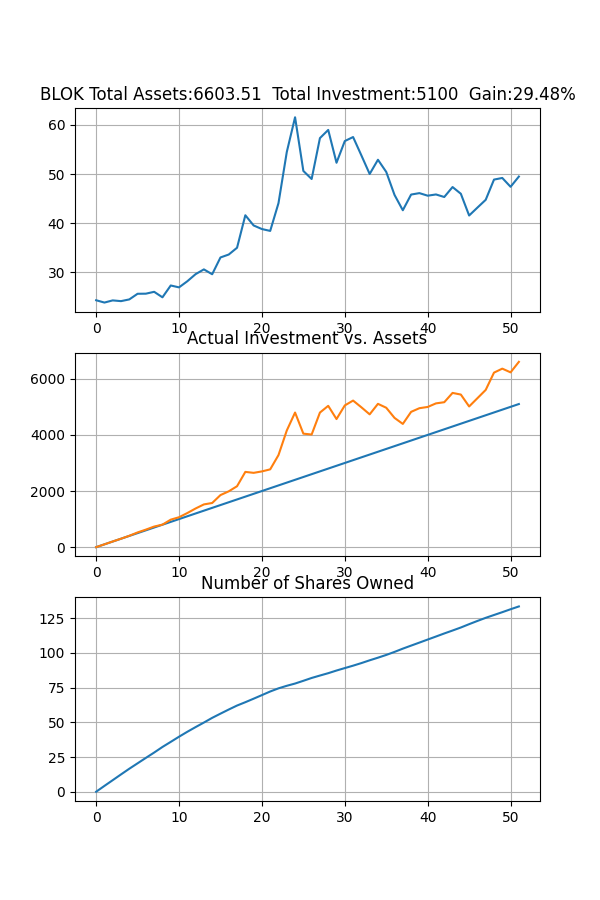 BLOK Total Assets:6603.51  Total Investment:5100  Gain:29.48%
60
50
40
30
0 10 20 30 40 50
Actual Investment vs. Assets
6000
4000
2000
0
0 10 20 30 40 50
Number of Shares Owned
125
100
75
50
25
0
0 10 20 30 40 50